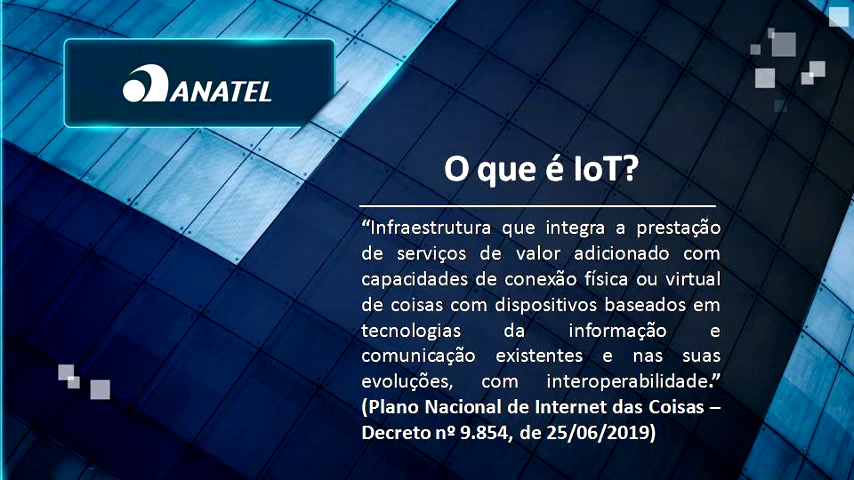 ANATEL
O que é IoT?
“Infraestrutura que integra a prestação
de serviços de valor adicionado com
capacidades de conexão física ou virtual
de coisas com dispositivos baseados em
tecnologias da informação e
comunicação existentes e nas suas
evoluções, com interoperabilidade.”
(Plano Nacional de Internet das Coisas –
Decreto nº 9.854, de 25/06/2019)